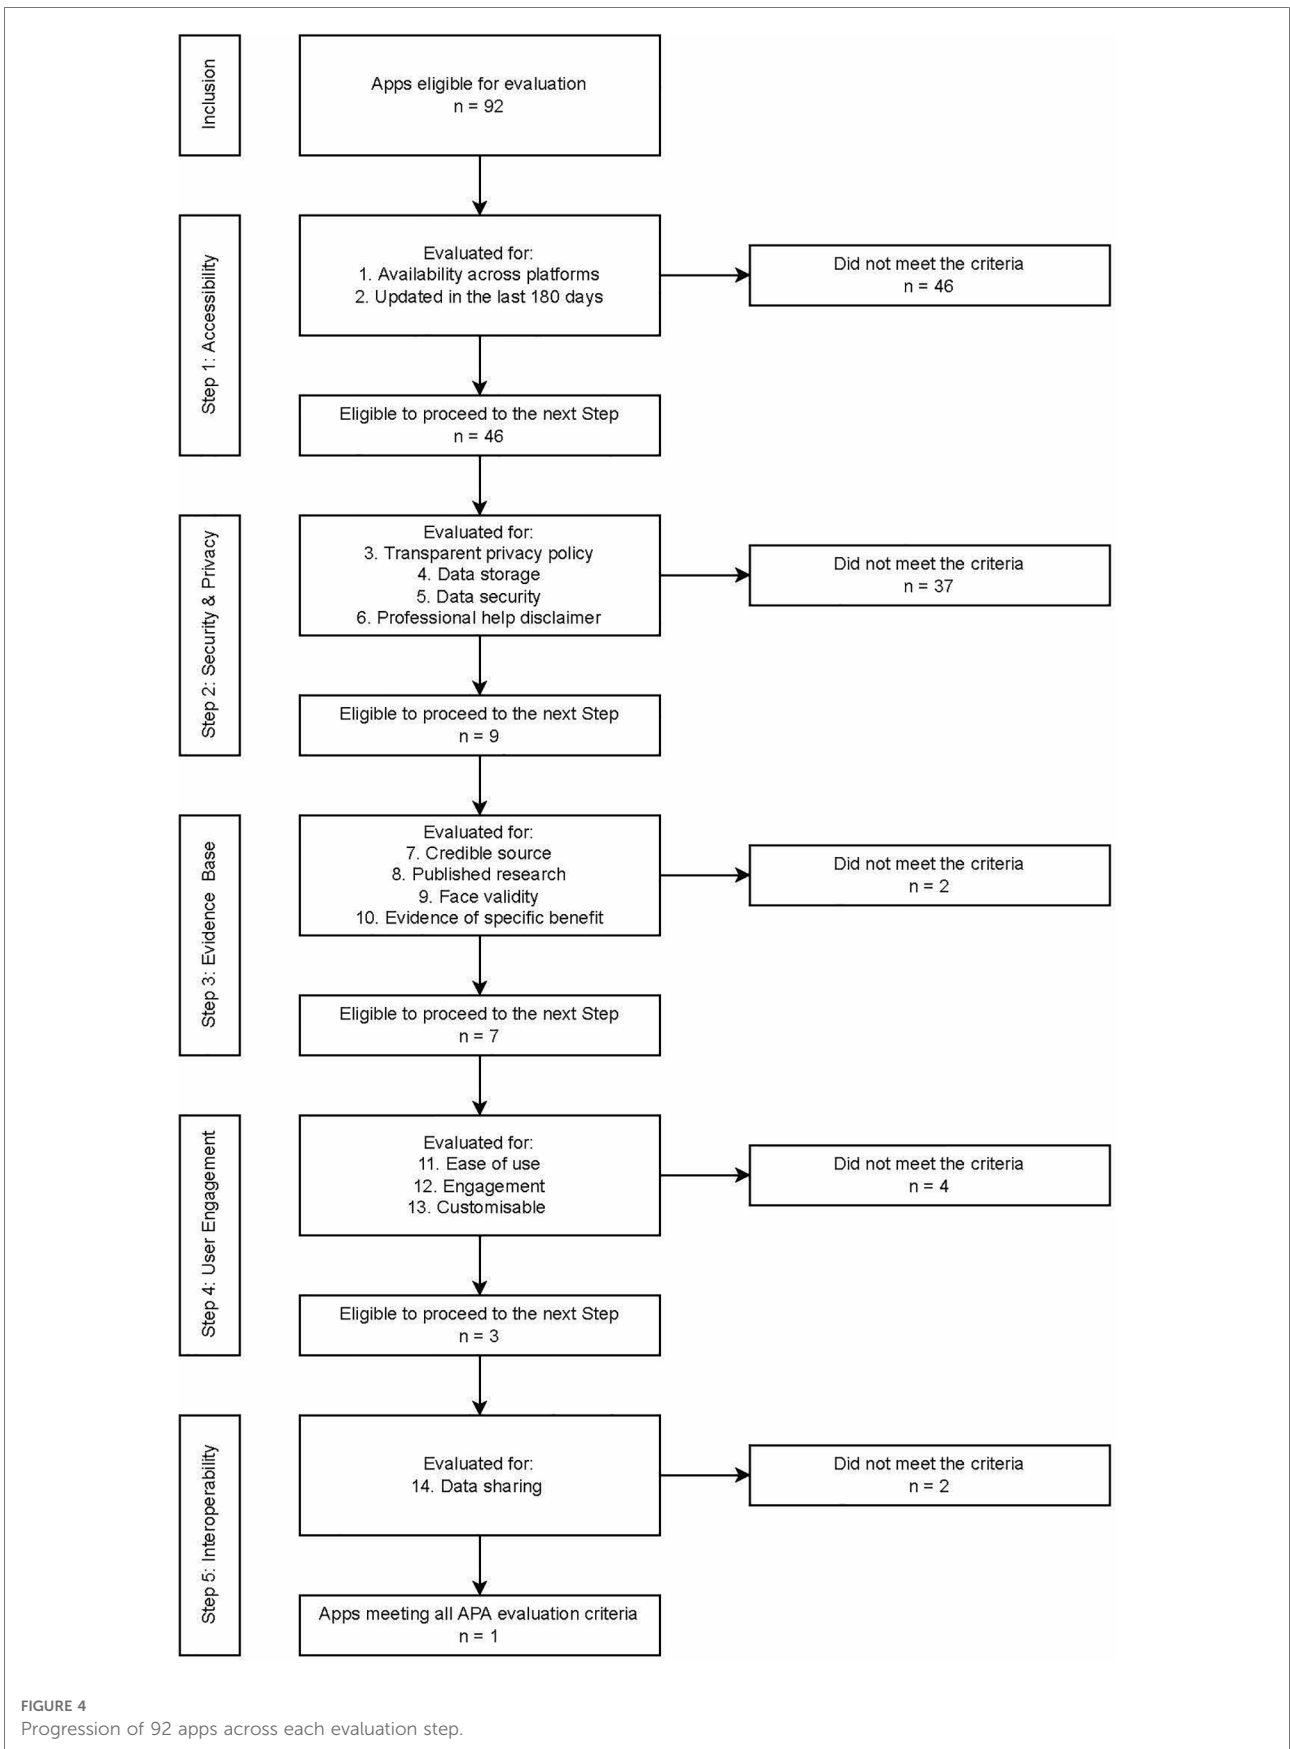 Inclusion
Apps eligible for evaluation
n = 92
Step 1: Accessibility
Evaluated for:
1. Availability across platforms
2. Updated in the last 180 days
Did not meet the criteria
n = 46
Eligible to proceed to the next Step
n = 46
Step 2: Security & Privacy
Evaluated for:
3. Transparent privacy policy
4. Data storage
5. Data security
6. Professional help disclaimer
Did not meet the criteria
n = 37
Eligible to proceed to the next Step
n = 9
Step 3: Evidence Base
Evaluated for:
7. Credible source
8. Published research
9. Face validity
10. Evidence of specific benefit
Did not meet the criteria
n = 2
Eligible to proceed to the next Step
n = 7
Step 4: User Engagement
Evaluated for:
11. Ease of use
12. Engagement
13. Customisable
Did not meet the criteria
n = 4
Eligible to proceed to the next Step
n = 3
Step 5: Interoperability
Evaluated for:
14. Data sharing
Did not meet the criteria
n = 2
Apps meeting all APA evaluation criteria
n = 1
FIGURE 4
Progression of 92 apps across each evaluation step.